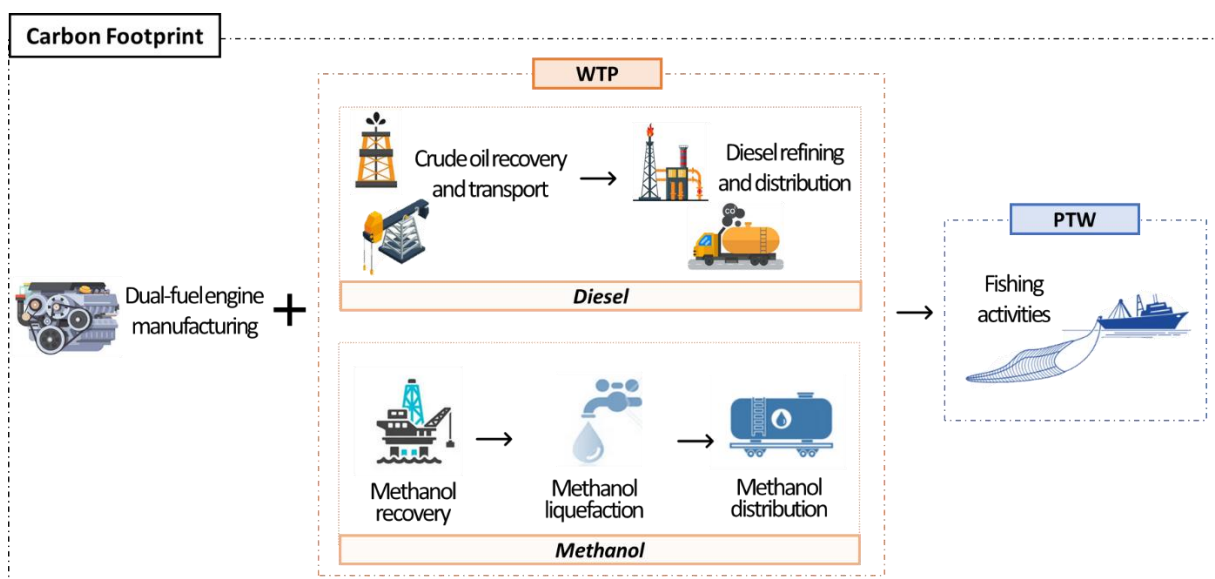 Carbon Footprint
WTP
Crude oil recovery
and transport
Diesel refining
and distribution
CO
Diesel
PTW
Dual-fuel engine
manufacturing
+
Fishing
activities
Methanol
recovery
Methanol
liquefaction
Methanol
distribution
Methanol